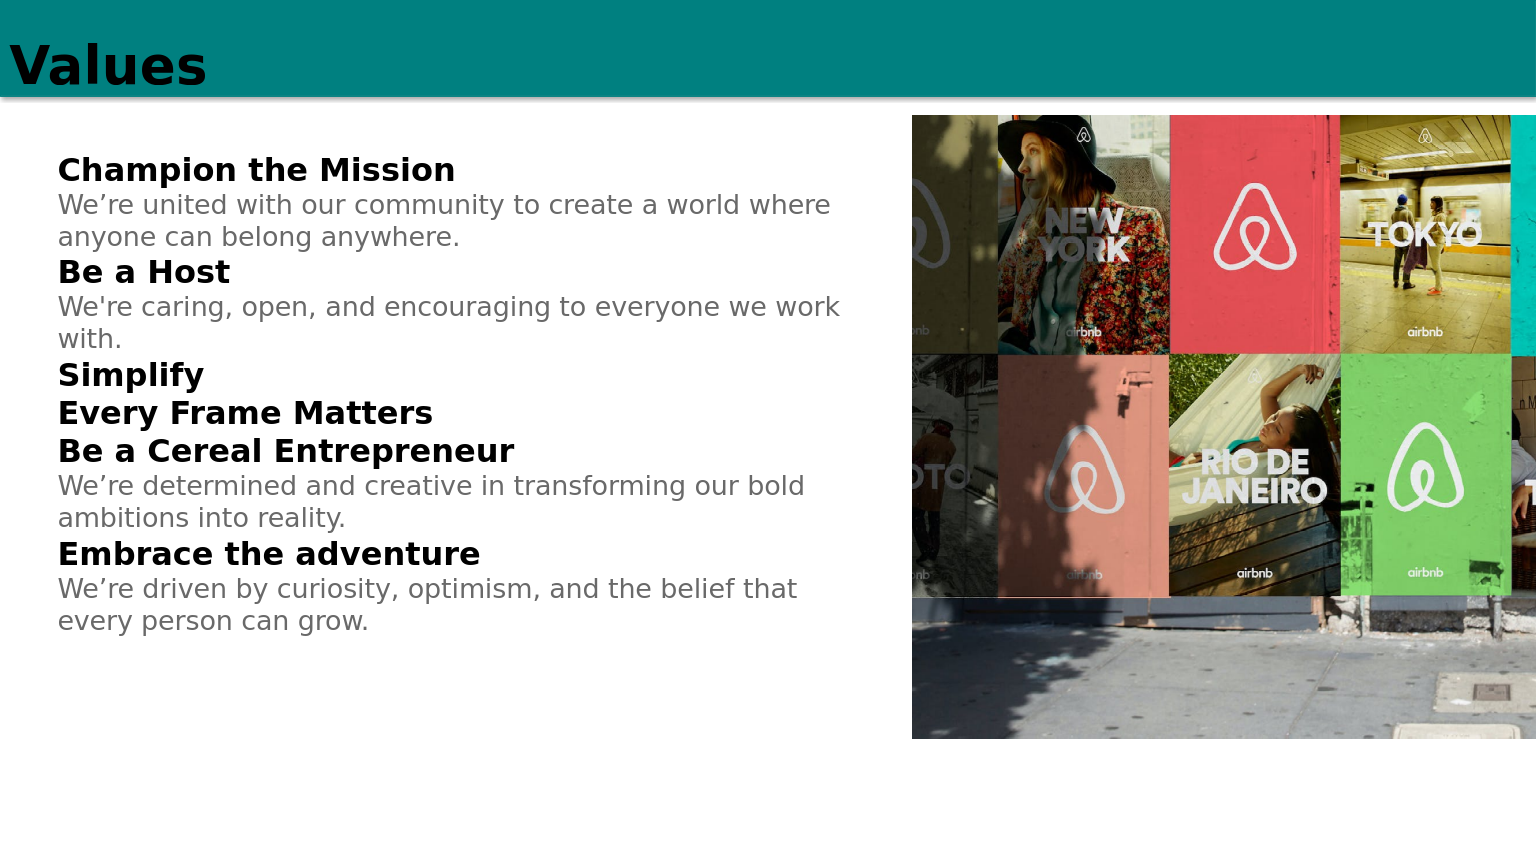 Values
Champion the Mission
We’re united with our community to create a world where
anyone can belong anywhere.
Be a Host
We're caring, open, and encouraging to everyone we work
with.
Simplify
Every Frame Matters
Be a Cereal Entrepreneur
We’re determined and creative in transforming our bold
ambitions into reality.
Embrace the adventure
We’re driven by curiosity, optimism, and the belief that
every person can grow.
NEW
YORK
airbnb
TOKYO
airbnb
airbnb
RIO DE
JANEIRO
airbnb
airbnb